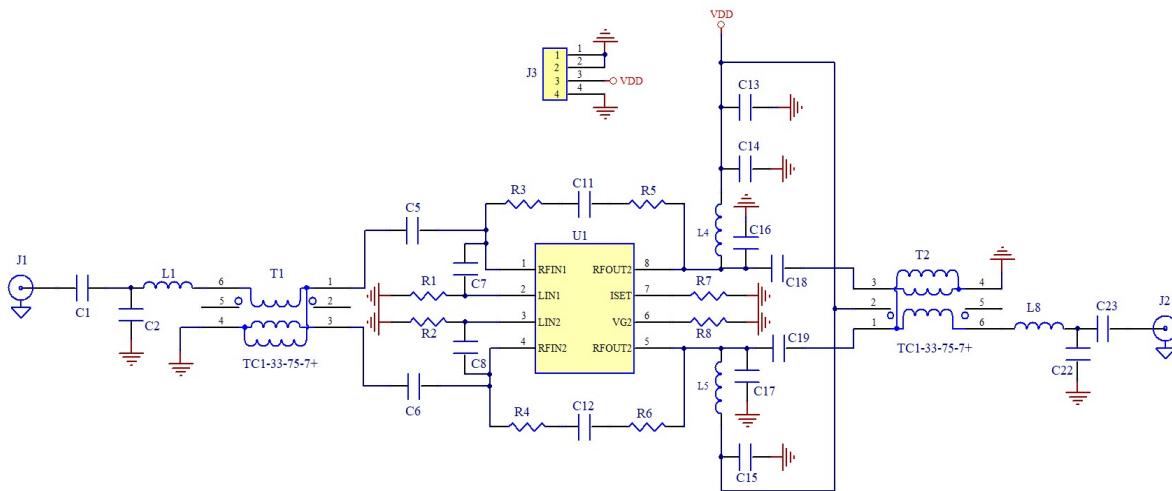 VDD
J3
1 1
2 2
3 3 VDD
4 4
C13
C14
R3 C11 R5
C5
L4 C16
U1
J1 L1 6 T1 1
C7
1 RFIN1 RFOUT2 8
C18
3 T2 4
5 2
R1 2 LIN1 ISET 7 R7
C1 C2
2 5
L8 C23 J2
4 3
R2 3 LIN2 VG2 6 R8
C19 1 6
TC1-33-75-7+
C8
4 RFIN2 RFOUT2 5
TC1-33-75-7+
C22
L5 C17
C6
R4 C12 R6
C15